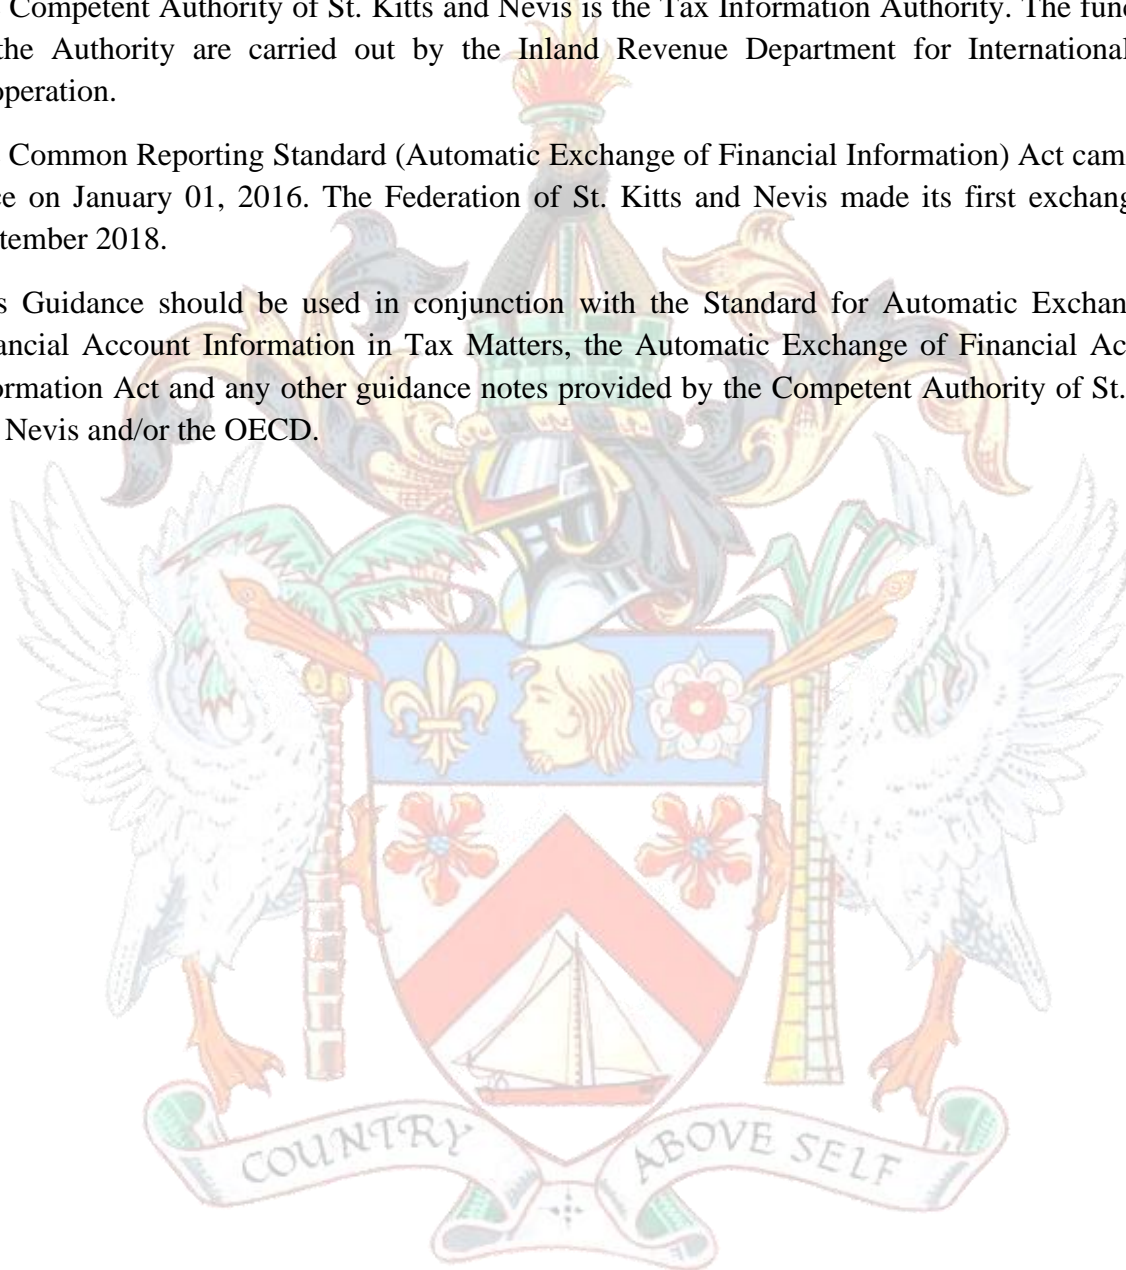 Competent Authority of St. Kitts and Nevis is the Tax Information Authority. The func
the Authority are carried out by the Inland Revenue Department for International
operation.
Common Reporting Standard (Automatic Exchange of Financial Information) Act cam
ce on January 01, 2016. The Federation of St. Kitts and Nevis made its first exchang
tember 2018.
s Guidance should be used in conjunction with the Standard for Automatic Exchan
ancial Account Information in Tax Matters, the Automatic Exchange of Financial Ac
ormation Act and any other guidance notes provided by the Competent Authority of St.
Nevis and/or the OECD.
COUNTRY ABOVE SELF